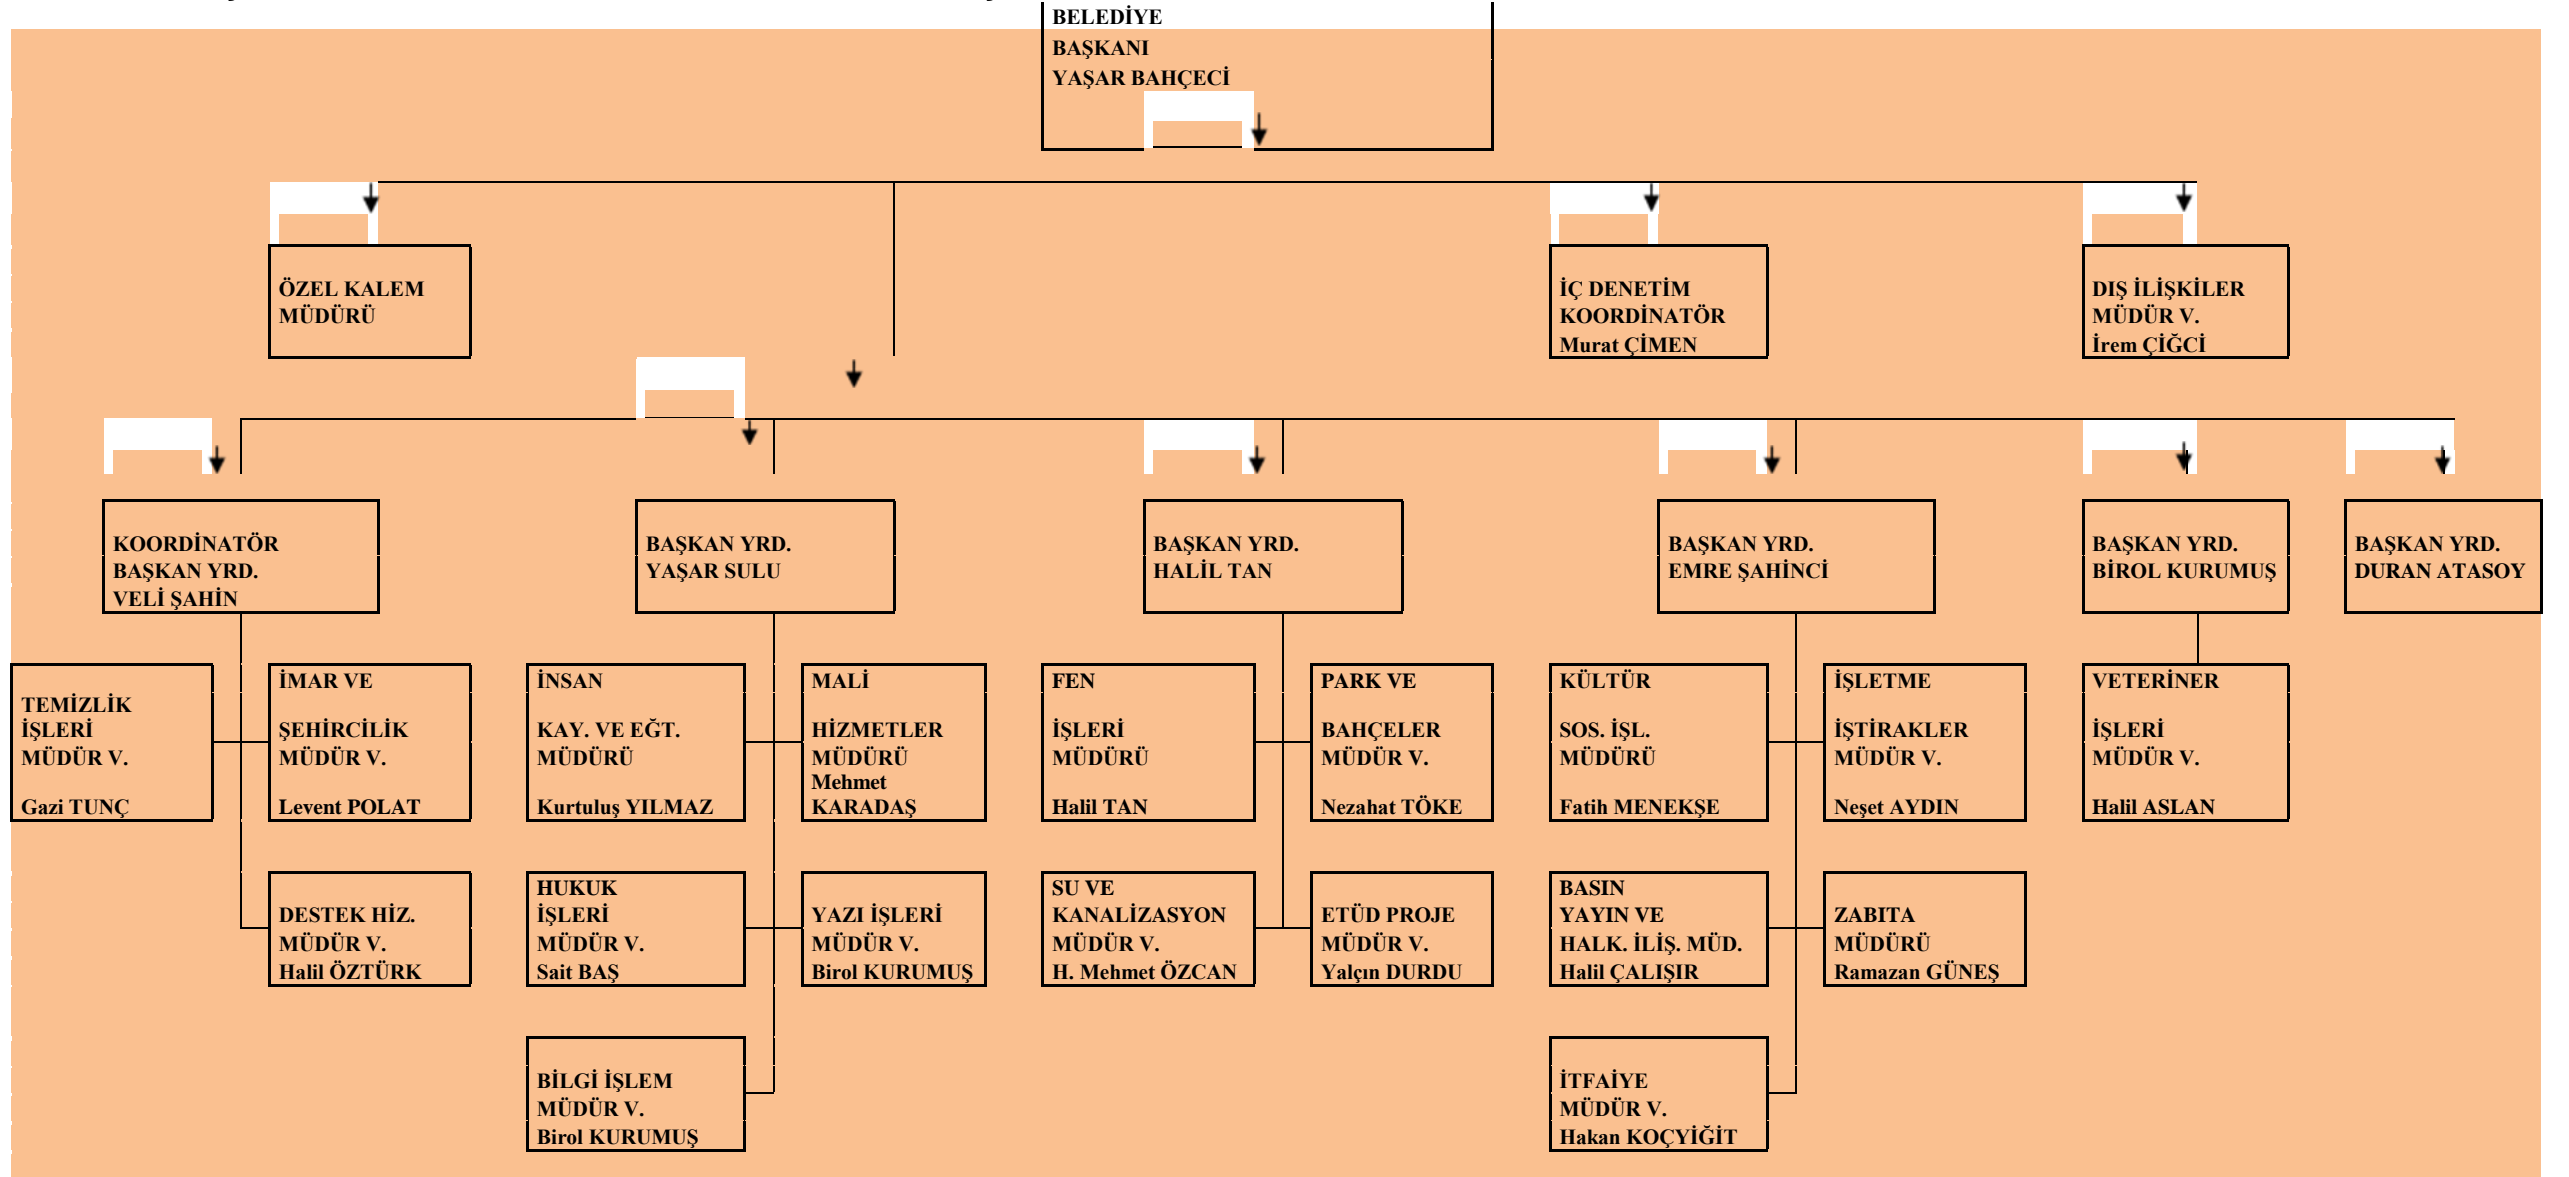 BELEDİYE
BAŞKANI
YAŞAR BAHÇECİ
ÖZEL KALEM
MÜDÜRÜ
İÇ DENETİM
KOORDİNATÖR
Murat ÇİMEN
DIŞ İLİŞKİLER
MÜDÜR V.
İrem ÇİĞCİ
KOORDİNATÖR
BAŞKAN YRD.
VELİ ŞAHİN
BAŞKAN YRD.
YAŞAR SULU
BAŞKAN YRD.
HALİL TAN
BAŞKAN YRD.
EMRE ŞAHİNCİ
BAŞKAN YRD.
BİROL KURUMUŞ
BAŞKAN YRD.
DURAN ATASOY
TEMİZLİK
İŞLERİ
MÜDÜR V.
Gazi TUNÇ
İMAR VE
ŞEHİRCİLİK
MÜDÜR V.
Levent POLAT
İNSAN
KAY. VE EĞT.
MÜDÜRÜ
Kurtuluş YILMAZ
MALİ
HİZMETLER
MÜDÜRÜ
Mehmet
KARADAŞ
FEN
İŞLERİ
MÜDÜRÜ
Halil TAN
PARK VE
BAHÇELER
MÜDÜR V.
Nezahat TÖKE
KÜLTÜR
SOS. İŞL.
MÜDÜRÜ
Fatih MENEKŞE
İŞLETME
İŞTİRAKLER
MÜDÜR V.
Neşet AYDIN
VETERİNER
İŞLERİ
MÜDÜR V.
Halil ASLAN
DESTEK HİZ.
MÜDÜR V.
Halil ÖZTÜRK
HUKUK
İŞLERİ
MÜDÜR V.
Sait BAŞ
YAZI İŞLERİ
MÜDÜR V.
Birol KURUMUŞ
SU VE
KANALİZASYON
MÜDÜR V.
H. Mehmet ÖZCAN
ETÜD PROJE
MÜDÜR V.
Yalçın DURDU
BASIN
YAYIN VE
HALK. İLİŞ. MÜD.
Halil ÇALIŞIR
ZABITA
MÜDÜRÜ
Ramazan GÜNEŞ
BİLGİ İŞLEM
MÜDÜR V.
Birol KURUMUŞ
İTFAİYE
MÜDÜR V.
Hakan KOÇYİĞİT